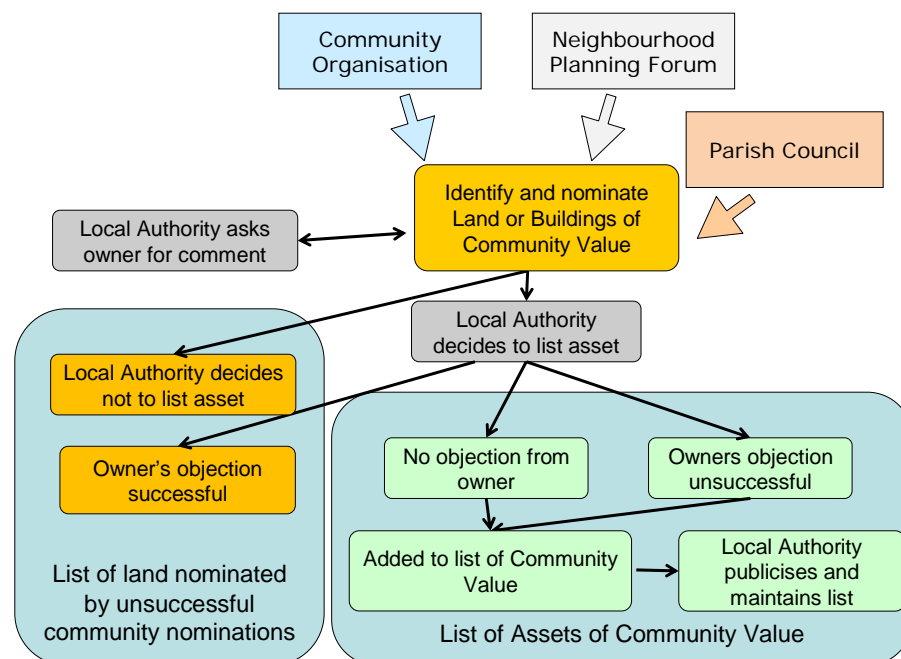 Community
Organisation
Neighbourhood
Planning Forum
Parish Council
Identify and nominate
Land or Buildings of
Community Value
Local Authority asks
owner for comment
Local Authority
decides to list asset
Local Authority decides
not to list asset
Owner’s objection
successful
No objection from
owner
Owners objection
unsuccessful
Added to list of Community
Value
Local Authority
publicises and
maintains list
List of land nominated
by unsuccessful
community nominations
List of Assets of Community Value